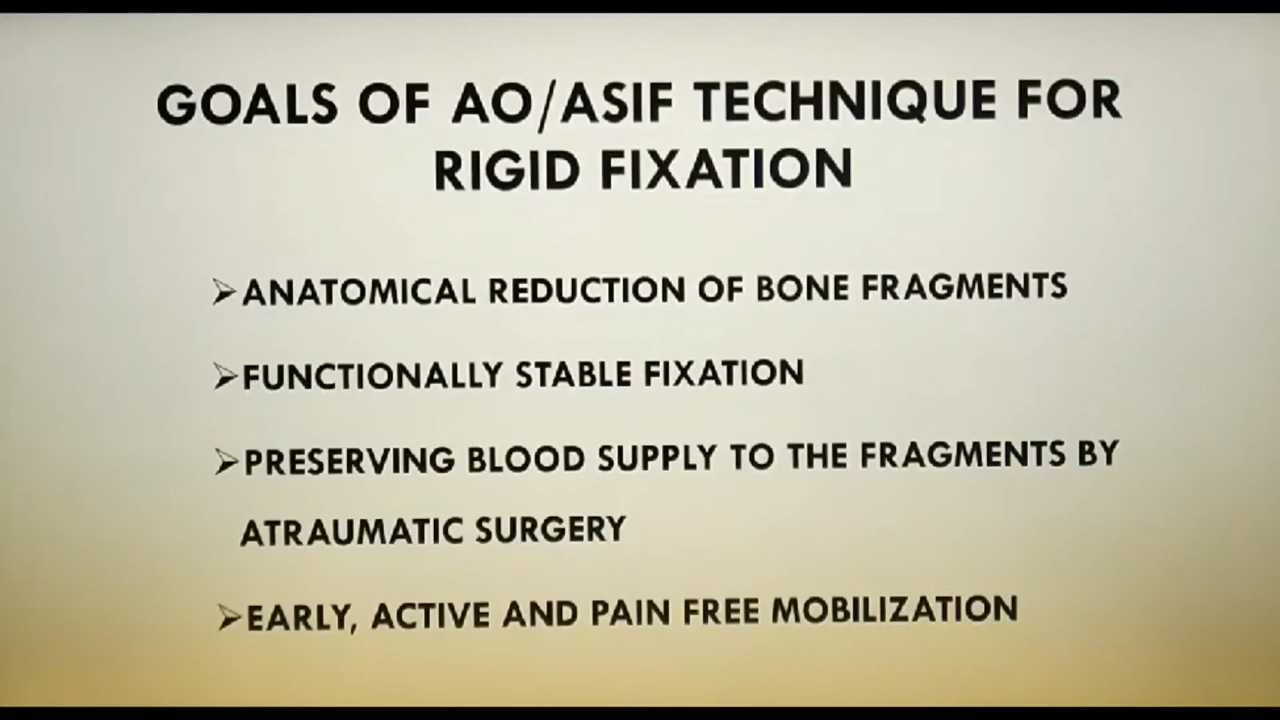 GOALS OF AO/ASIF TECHNIQUE FOR
RIGID FIXATION
➢ANATOMICAL REDUCTION OF BONE FRAGMENTS
➢FUNCTIONALLY STABLE FIXATION
➢PRESERVING BLOOD SUPPLY TO THE FRAGMENTS BY
ATRAUMATIC SURGERY
➢EARLY, ACTIVE AND PAIN FREE MOBILIZATION